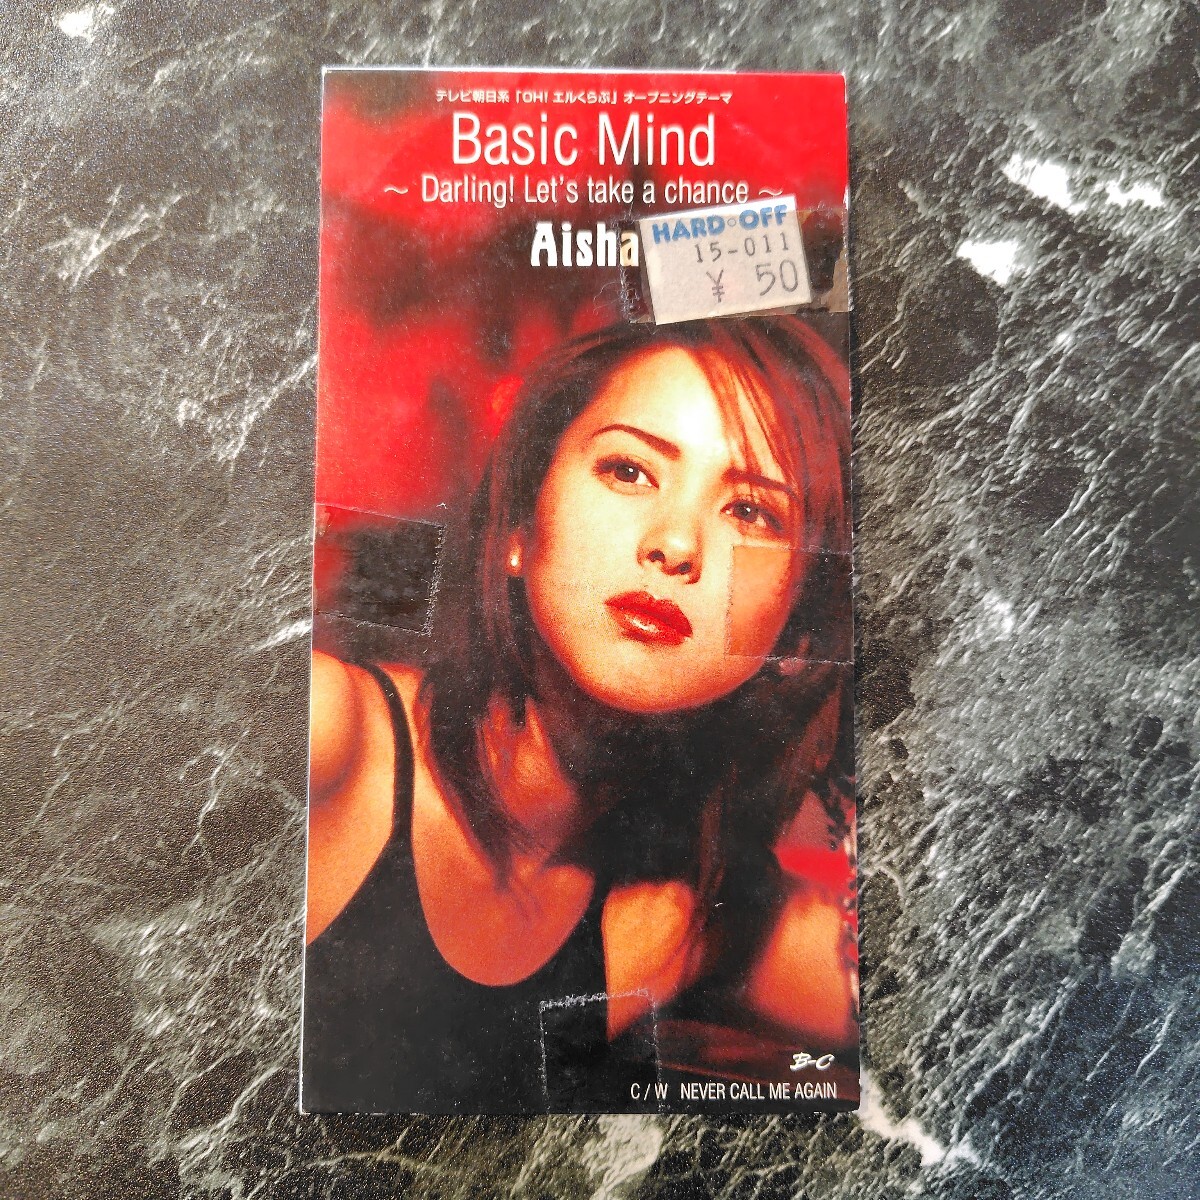 テレビ朝日系「OH!エルくらぶ」オープニングテーマ
Basic Mind
～ Darling! Let's take a chance ～
Aisha
HARD OFF
15-011
¥ 50
B-C
C/W NEVER CALL ME AGAIN